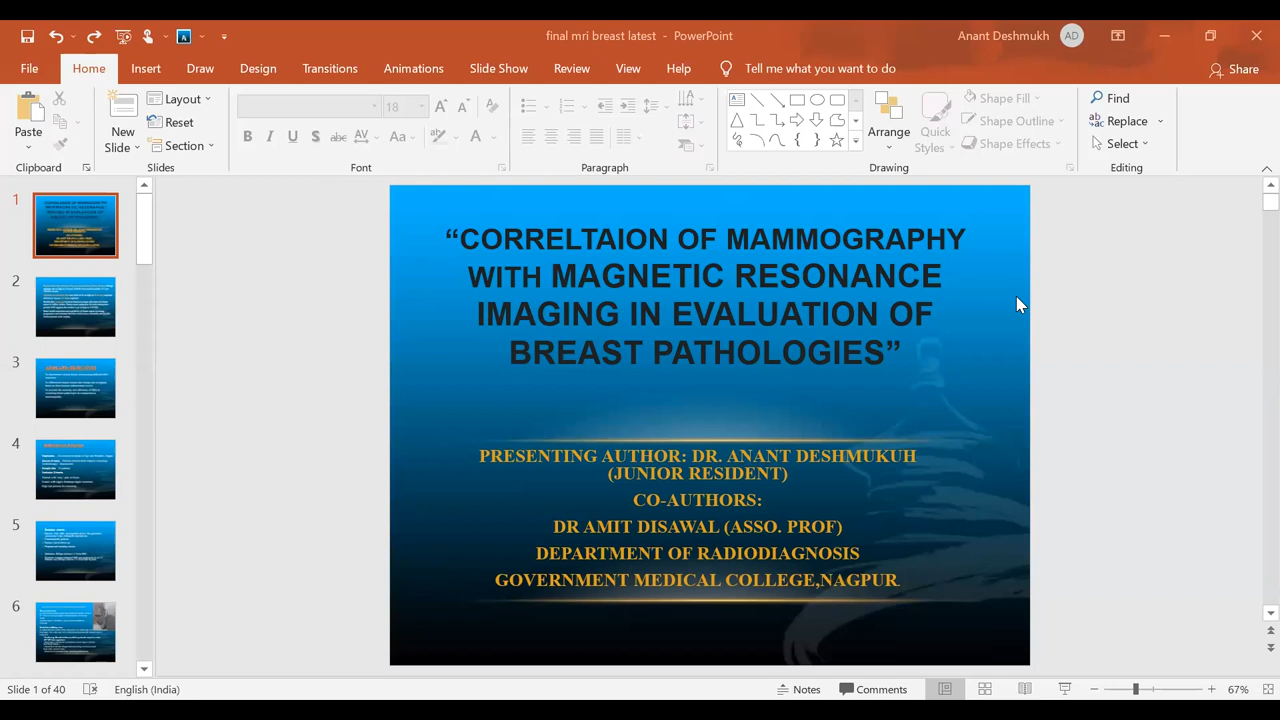 final mri breast latest - PowerPoint
Anant Deshmukh
AD
File
Home
Insert
Draw
Design
Transitions
Animations
Slide Show
Review
View
Help
Tell me what you want to do
Share
Paste
Clipboard
New Slide
Layout
Reset
Section
Slides
18
Font
Paragraph
Arrange
Quick Styles
Shape Fill
Shape Outline
Shape Effects
Drawing
Find
Replace
Select
Editing
1
2
3
4
5
6
“CORRELTAION OF MAMMOGRAPHY
WITH MAGNETIC RESONANCE
IMAGING IN EVALUATION OF
BREAST PATHOLOGIES”
PRESENTING AUTHOR: DR. ANANT DESHMUKUH
(JUNIOR RESIDENT)
CO-AUTHORS:
DR AMIT DISAWAL (ASSO. PROF)
DEPARTMENT OF RADIODIAGNOSIS
GOVERNMENT MEDICAL COLLEGE,NAGPUR.
Slide 1 of 40
English (India)
Notes
Comments
67%